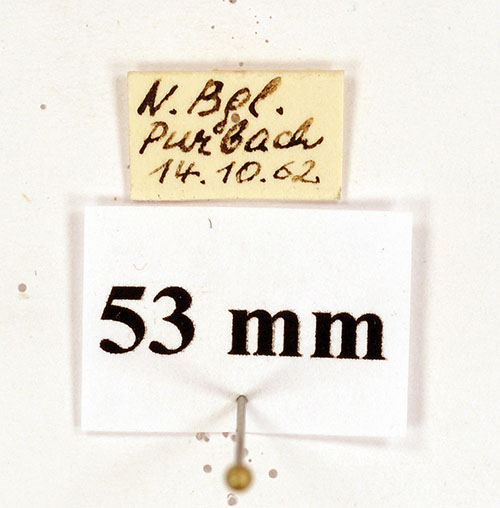 N. Bgl.
Purbach
14.10.62
53 mm